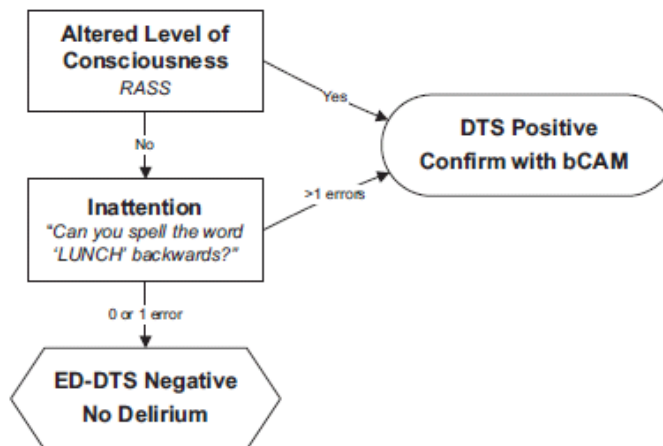 Altered Level of
Consciousness
RASS
Yes
DTS Positive
Confirm with bCAM
No
Inattention
"Can you spell the word
‘LUNCH’ backwards?"
>1 errors
0 or 1 error
ED-DTS Negative
No Delirium